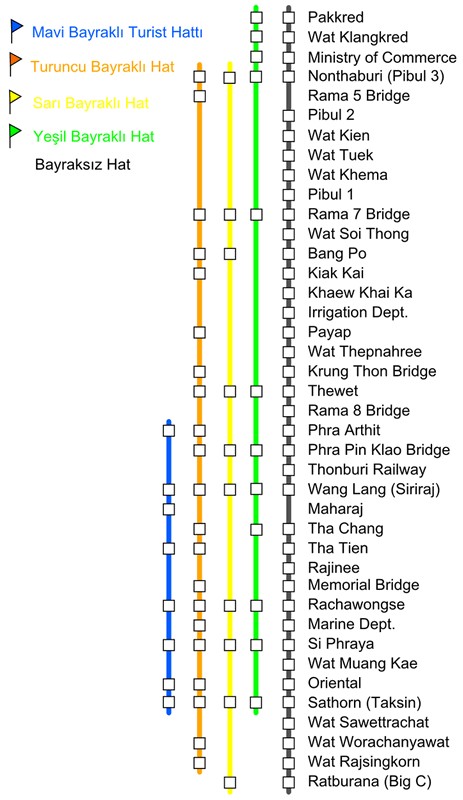 Mavi Bayraklı Turist Hattı
Turuncu Bayraklı Hat
Sarı Bayraklı Hat
Yeşil Bayraklı Hat
Bayraksız Hat
Pakkred
Wat Klangkred
Ministry of Commerce
Nonthaburi (Pibul 3)
Rama 5 Bridge
Pibul 2
Wat Kien
Wat Tuek
Wat Khema
Pibul 1
Rama 7 Bridge
Wat Soi Thong
Bang Po
Kiak Kai
Khaew Khai Ka
Irrigation Dept.
Payap
Wat Thepnahree
Krung Thon Bridge
Thewet
Rama 8 Bridge
Phra Arthit
Phra Pin Klao Bridge
Thonburi Railway
Wang Lang (Siriraj)
Maharaj
Tha Chang
Tha Tien
Rajinee
Memorial Bridge
Rachawongse
Marine Dept.
Si Phraya
Wat Muang Kae
Oriental
Sathorn (Taksin)
Wat Sawettrachat
Wat Worachanyawat
Wat Rajsingkorn
Ratburana (Big C)